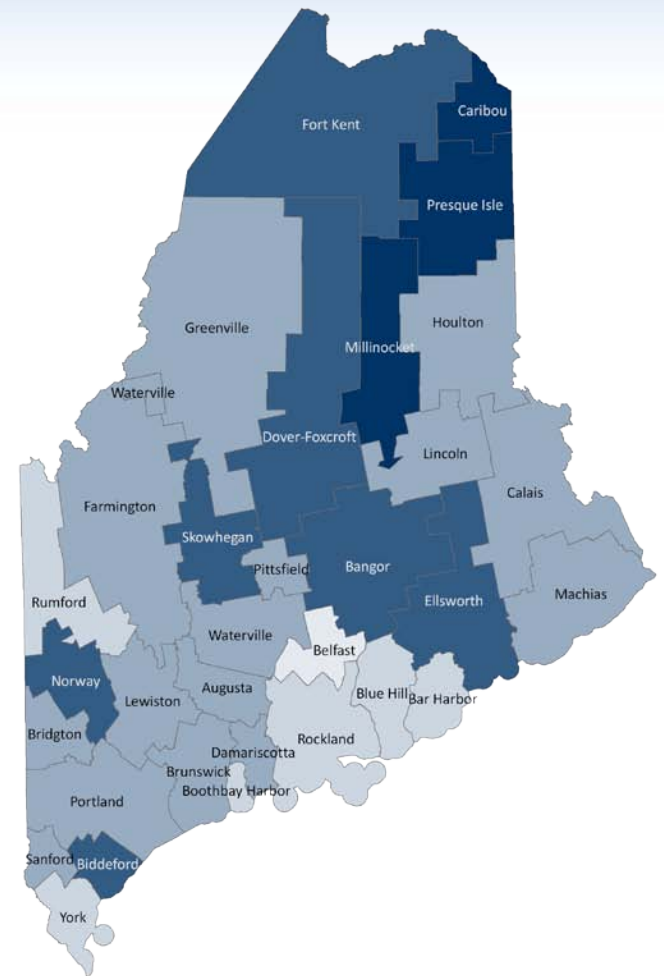 Caribou
Fort Kent
Presque Isle
Houlton
Greenville
Millinocket
Waterville
Dover-Foxcroft
Lincoln
Calais
Farmington
Skowhegan
Pittsfield
Bangor
Ellsworth
Machias
Rumford
Waterville
Belfast
Norway
Augusta
Blue Hill
Bar Harbor
Lewiston
Bridgton
Rockland
Damariscotta
Brunswick
Boothbay Harbor
Portland
Sanford
Biddeford
York